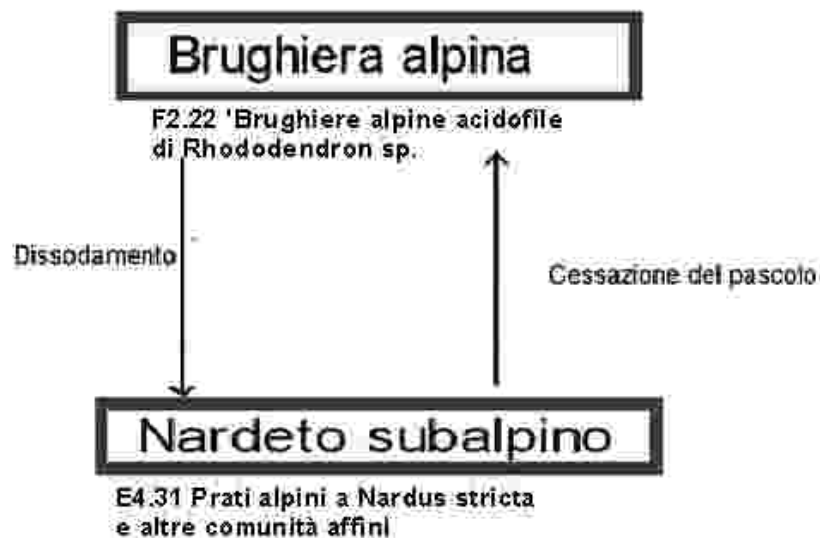 Brughiera alpina
F2.22 'Brughiere alpine acidofile
di Rhododendron sp.
Dissodamento
Cessazione del pascolo
Nardeto subalpino
E4.31 Prati alpini a Nardus stricta
e altre comunità affini